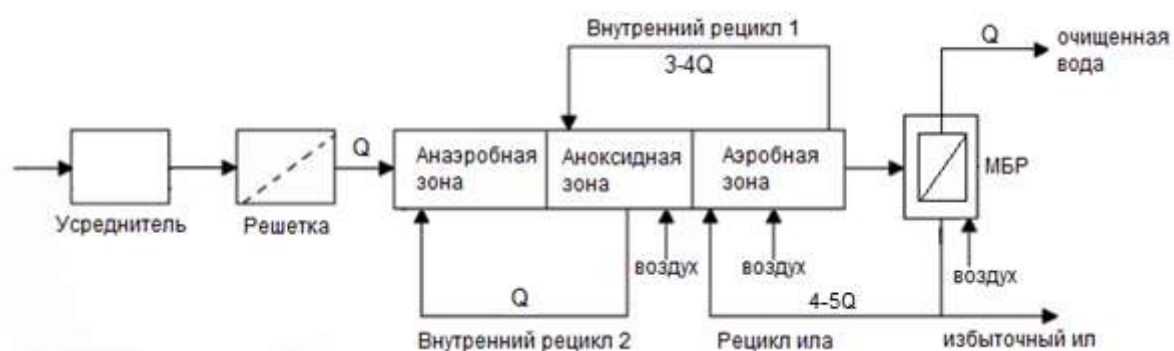 Внутренний рецикл 1
3-4Q
Q
очищенная
вода
Q
Анаэробная
зона
Аноксидная
зона
Аэробная
зона
МБР
Усреднитель
Решетка
воздух
воздух
воздух
Q
4-5Q
Внутренний рецикл 2
Рецикл ила
избыточный ил